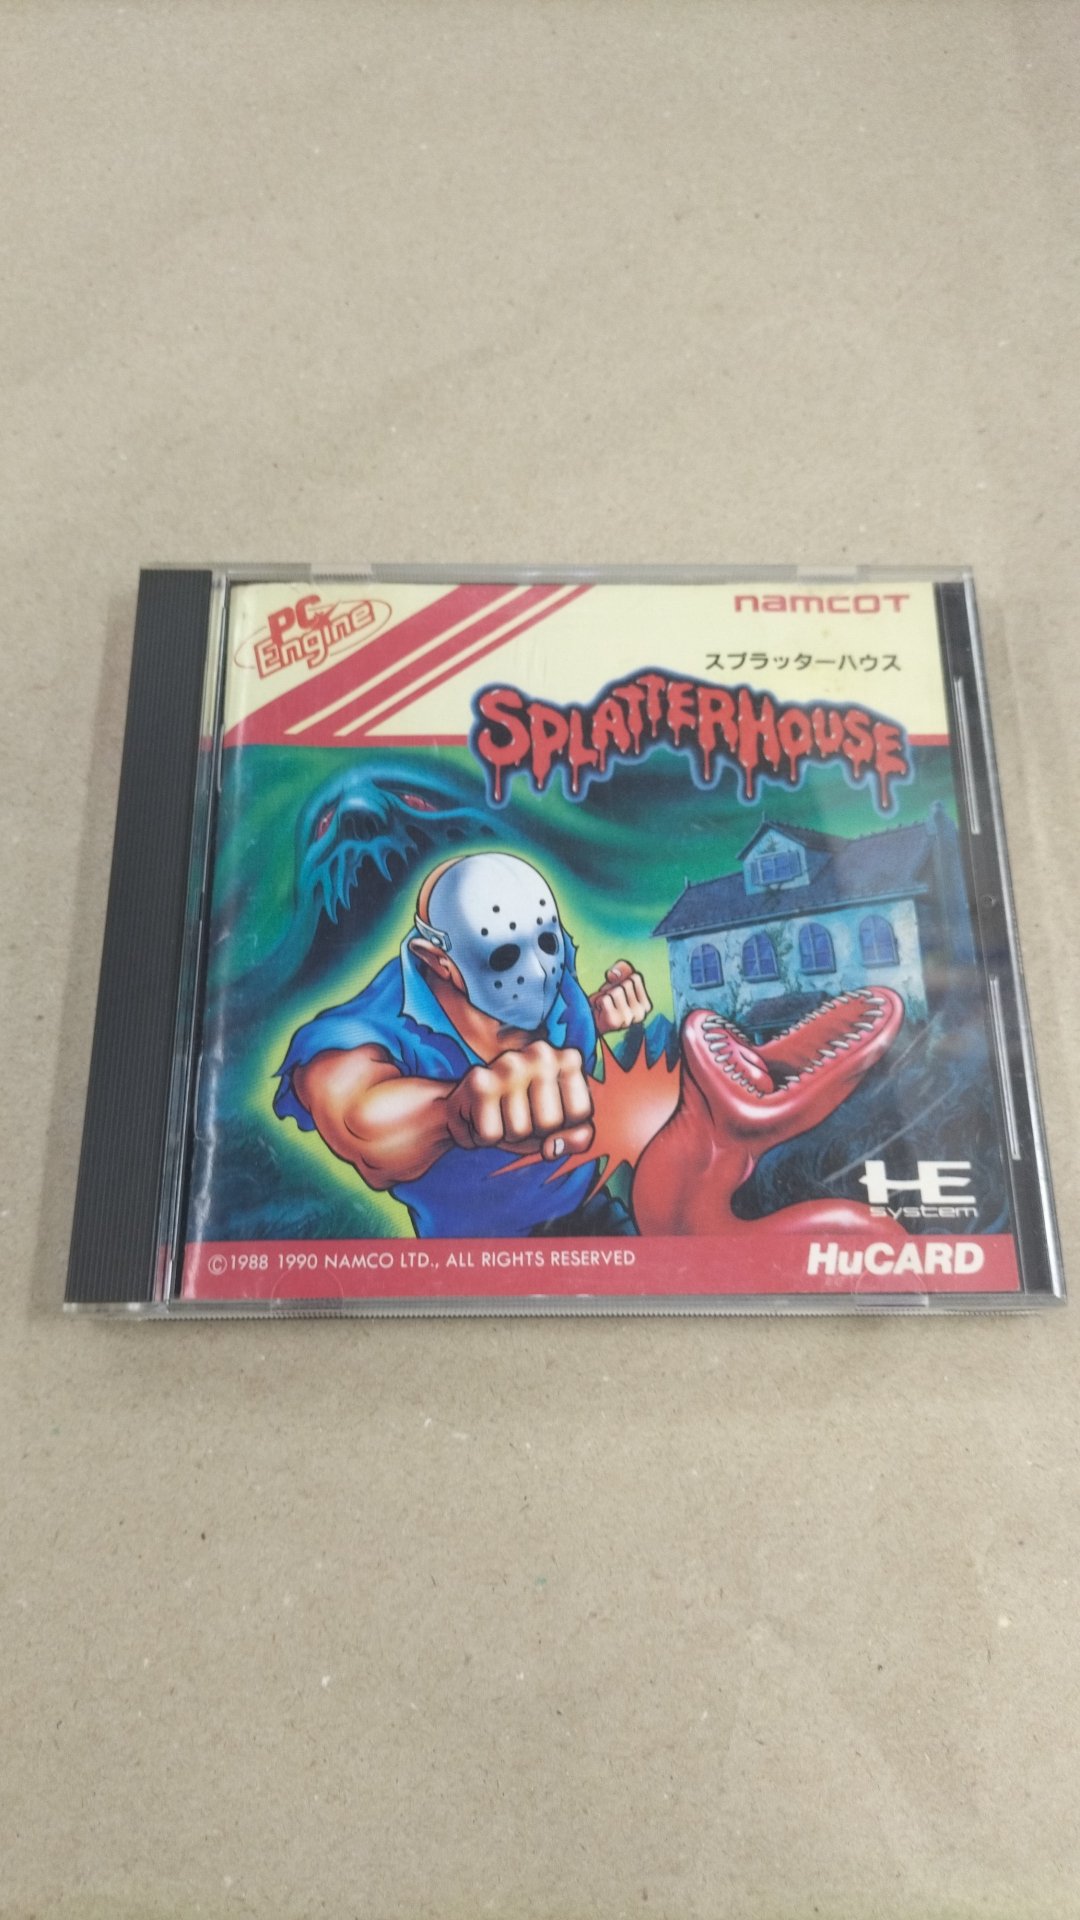 PC
Engine
namcoT
スプラッターハウス
SPLATTERHOUSE
HE
system
©1988 1990 NAMCO LTD., ALL RIGHTS RESERVED
HuCARD